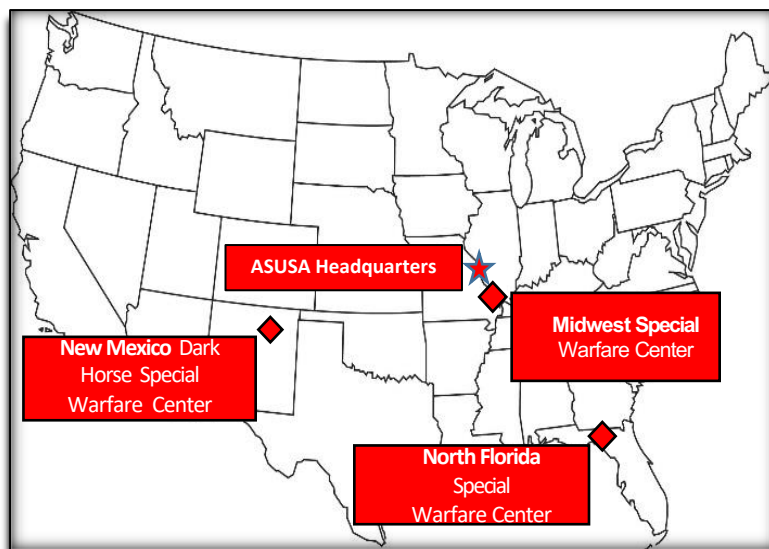 ASUSA Headquarters
Midwest Special
Warfare Center
New Mexico Dark
Horse Special
Warfare Center
North Florida
Special
Warfare Center